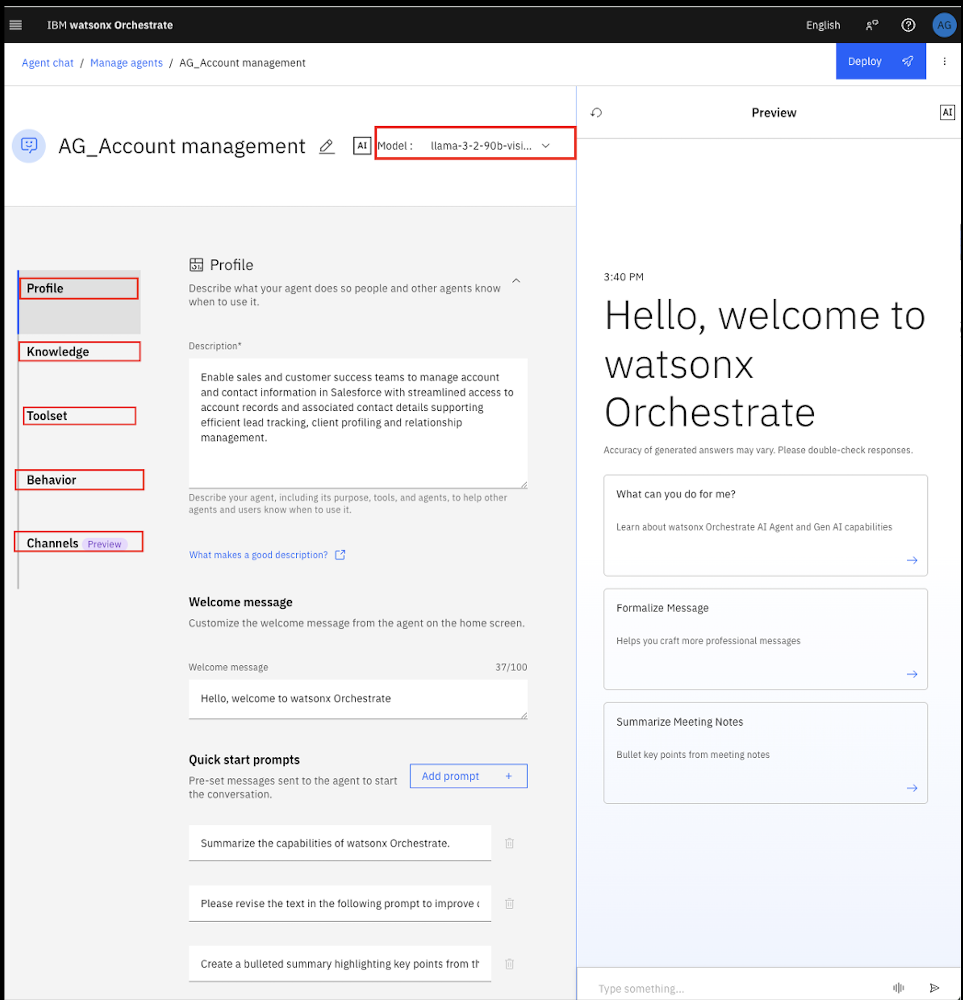 IBM watsonx Orchestrate
English
AG
Agent chat / Manage agents / AG_Account management
Deploy
AG_Account management
AI
Model : llama-3-2-90b-visi...
Profile
Knowledge
Toolset
Behavior
Channels Preview
Profile
Describe what your agent does so people and other agents know
when to use it.
Description*
Enable sales and customer success teams to manage account
and contact information in Salesforce with streamlined access to
account records and associated contact details supporting
efficient lead tracking, client profiling and relationship
management.
Describe your agent, including its purpose, tools, and agents, to help other
agents and users know when to use it.
What makes a good description?
Welcome message
Customize the welcome message from the agent on the home screen.
Welcome message 37/100
Hello, welcome to watsonx Orchestrate
Quick start prompts
Pre-set messages sent to the agent to start
the conversation.
Add prompt +
Summarize the capabilities of watsonx Orchestrate.
Please revise the text in the following prompt to improve
Create a bulleted summary highlighting key points from
Preview
AI
3:40 PM
Hello, welcome to
watsonx
Orchestrate
Accuracy of generated answers may vary. Please double-check responses.
What can you do for me?
Learn about watsonx Orchestrate AI Agent and Gen AI capabilities
Formalize Message
Helps you craft more professional messages
Summarize Meeting Notes
Bullet key points from meeting notes
Type something...